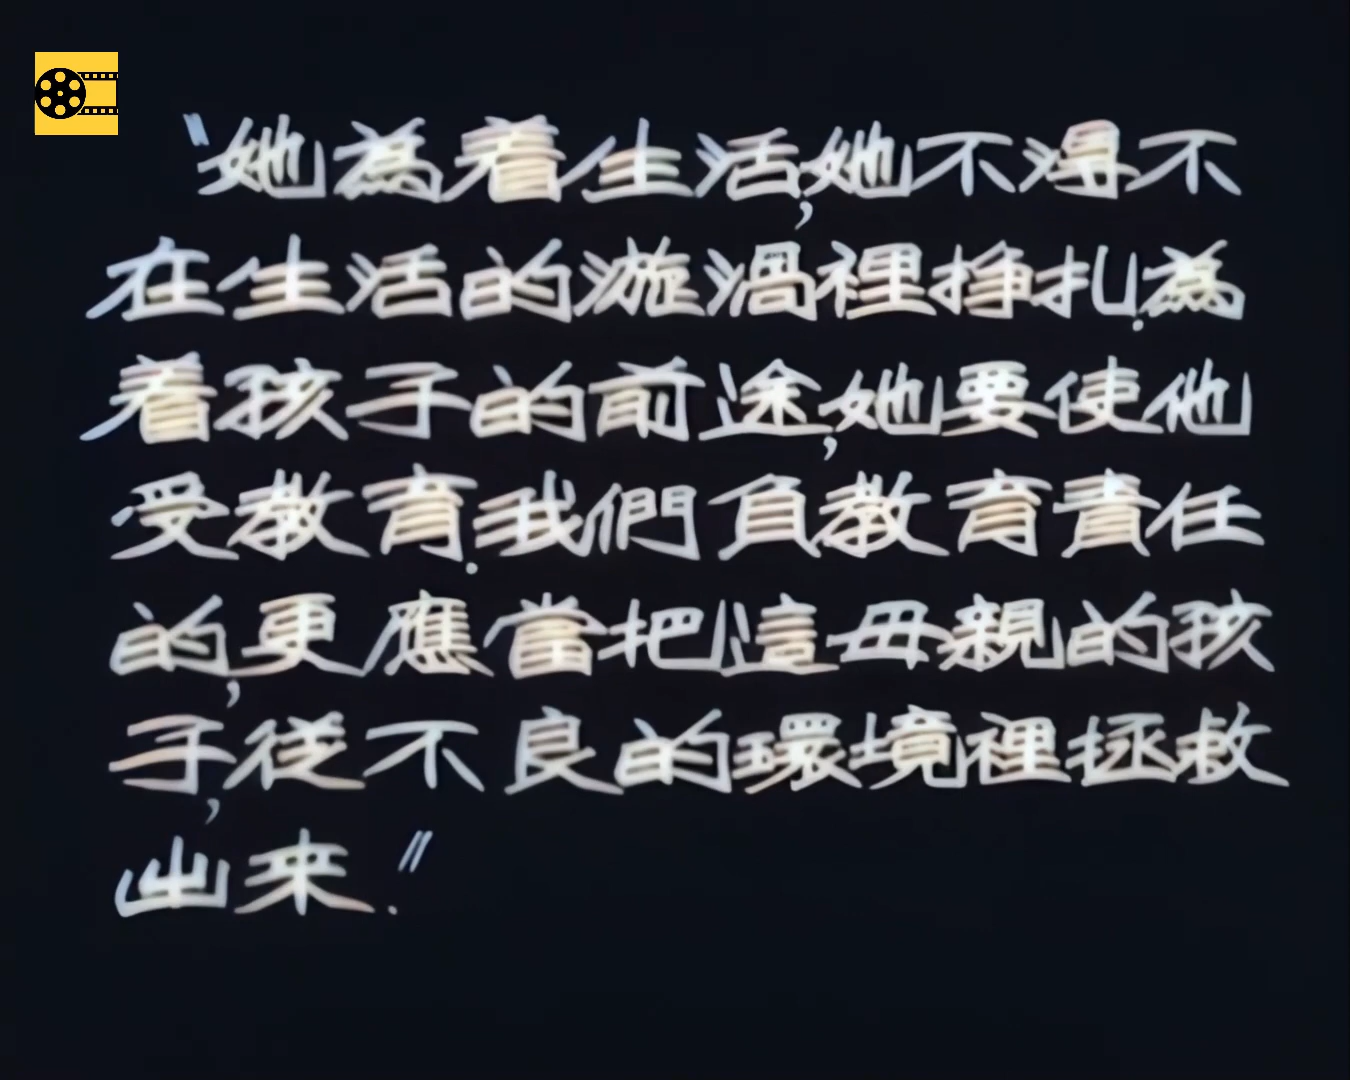 “她為着生活,她不得不
在生活的漩渦裡掙扎.為
着孩子的前途,她要使他
受教育.我們負教育責任
的,更應當把這母親的孩
子,從不良的環境裡拯救
出来.”